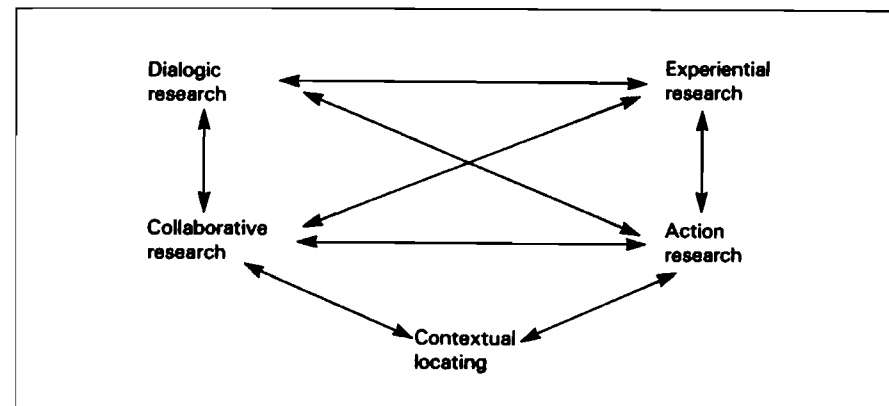 Dialogic
research
Experiential
research
Collaborative
research
Action
research
Contextual
locating